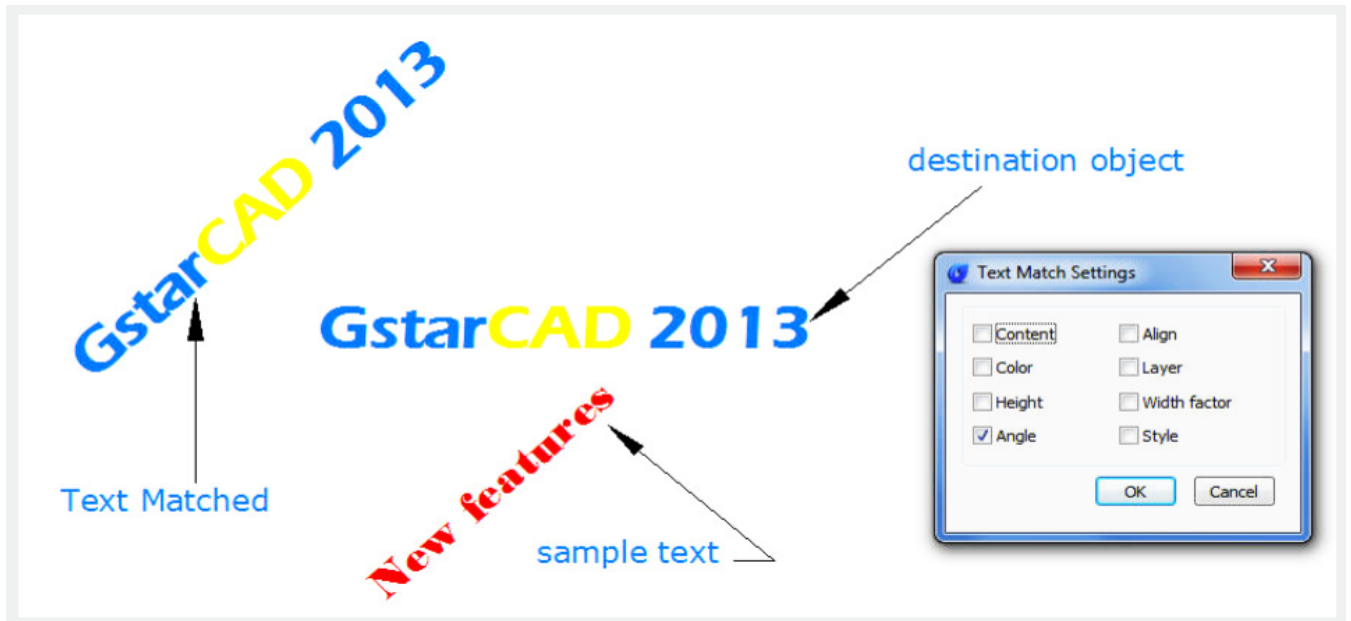 GstarCAD 2013
destination object
GstarCAD 2013
New features
Text Matched
sample text
Text Match Settings
Content
Align
Color
Layer
Height
Width factor
Angle
Style
OK
Cancel